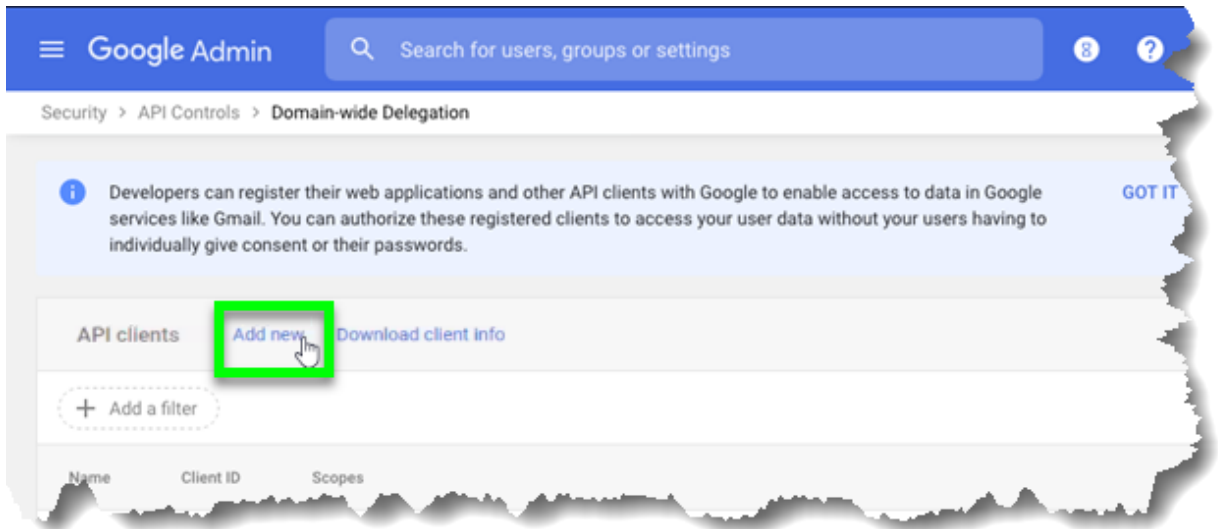 Google Admin
Search for users, groups or settings
8
?
Security > API Controls > Domain-wide Delegation
Developers can register their web applications and other API clients with Google to enable access to data in Google
GOT IT
services like Gmail. You can authorize these registered clients to access your user data without your users having to
individually give consent or their passwords.
API clients
Add new
Download client info
+ Add a filter
Name
Client ID
Scopes